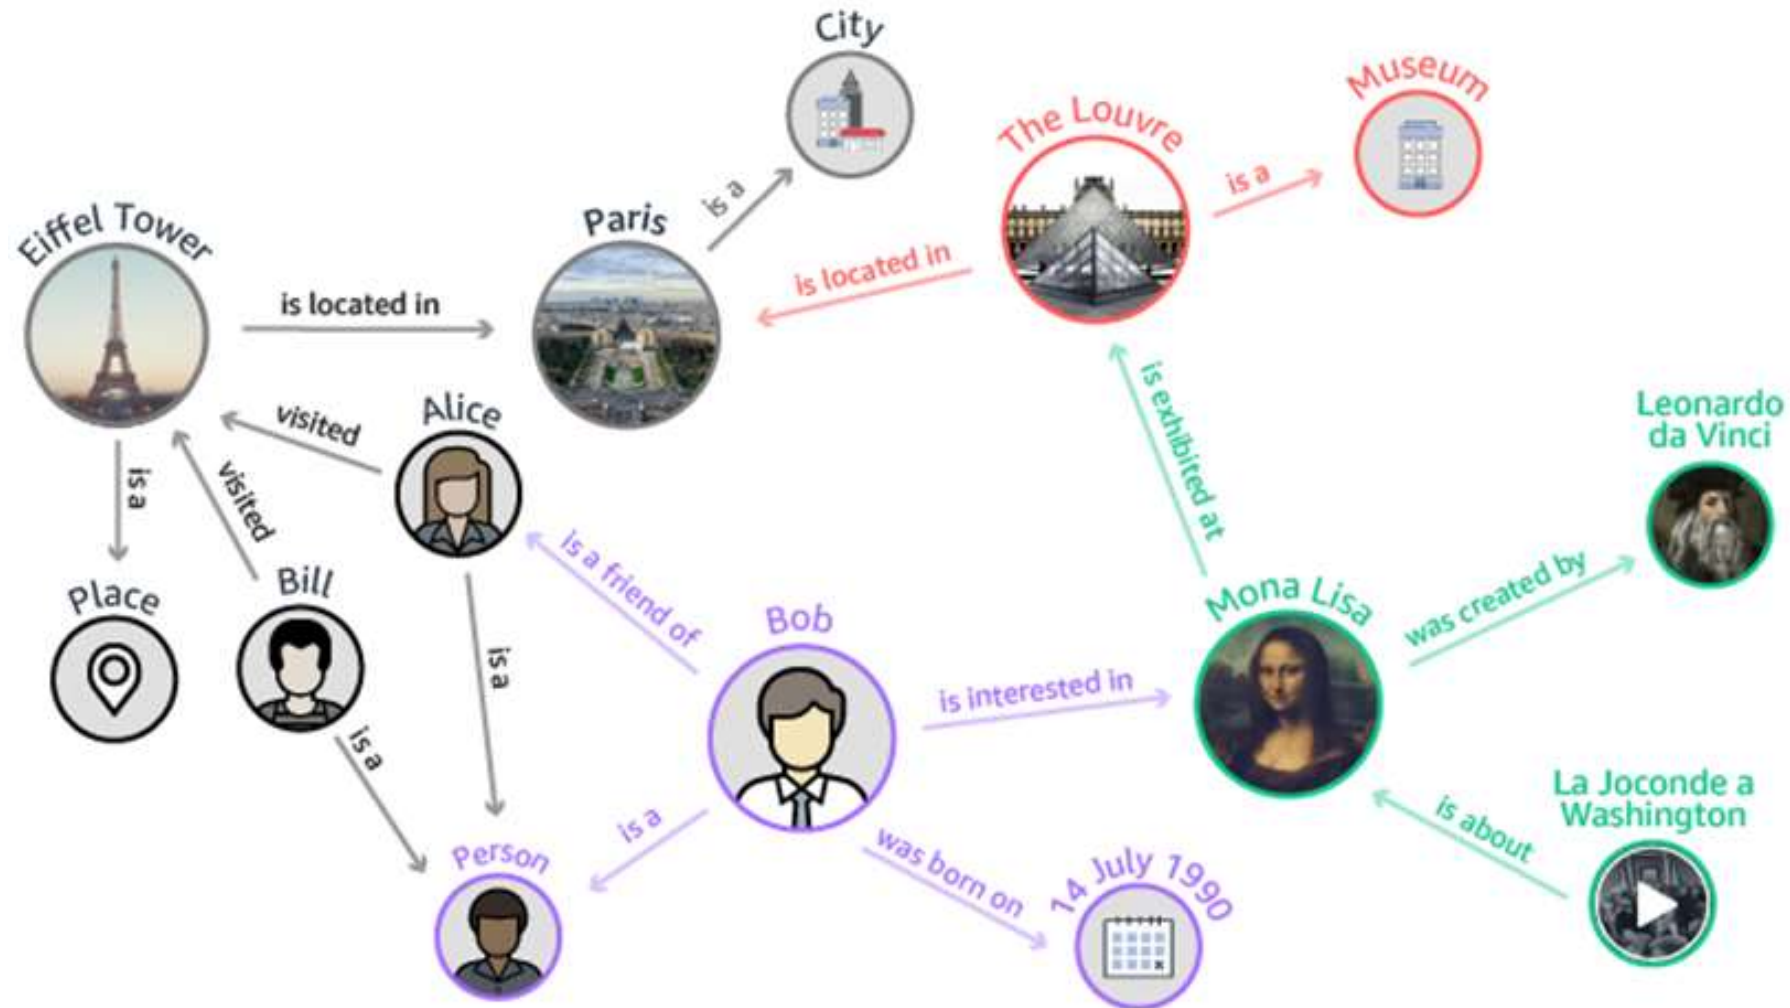 City
Museum
The Louvre
is a
is a
Eiffel Tower
Paris
is located in
is located in
Alice
visited
is exhibited at
Leonardo
da Vinci
is a
visited
is a friend of
Place
Bill
Bob
Mona Lisa
was created by
is a
is interested in
is a
La Joconde a
Washington
is about
is a
Person
was born on
14 July 1990